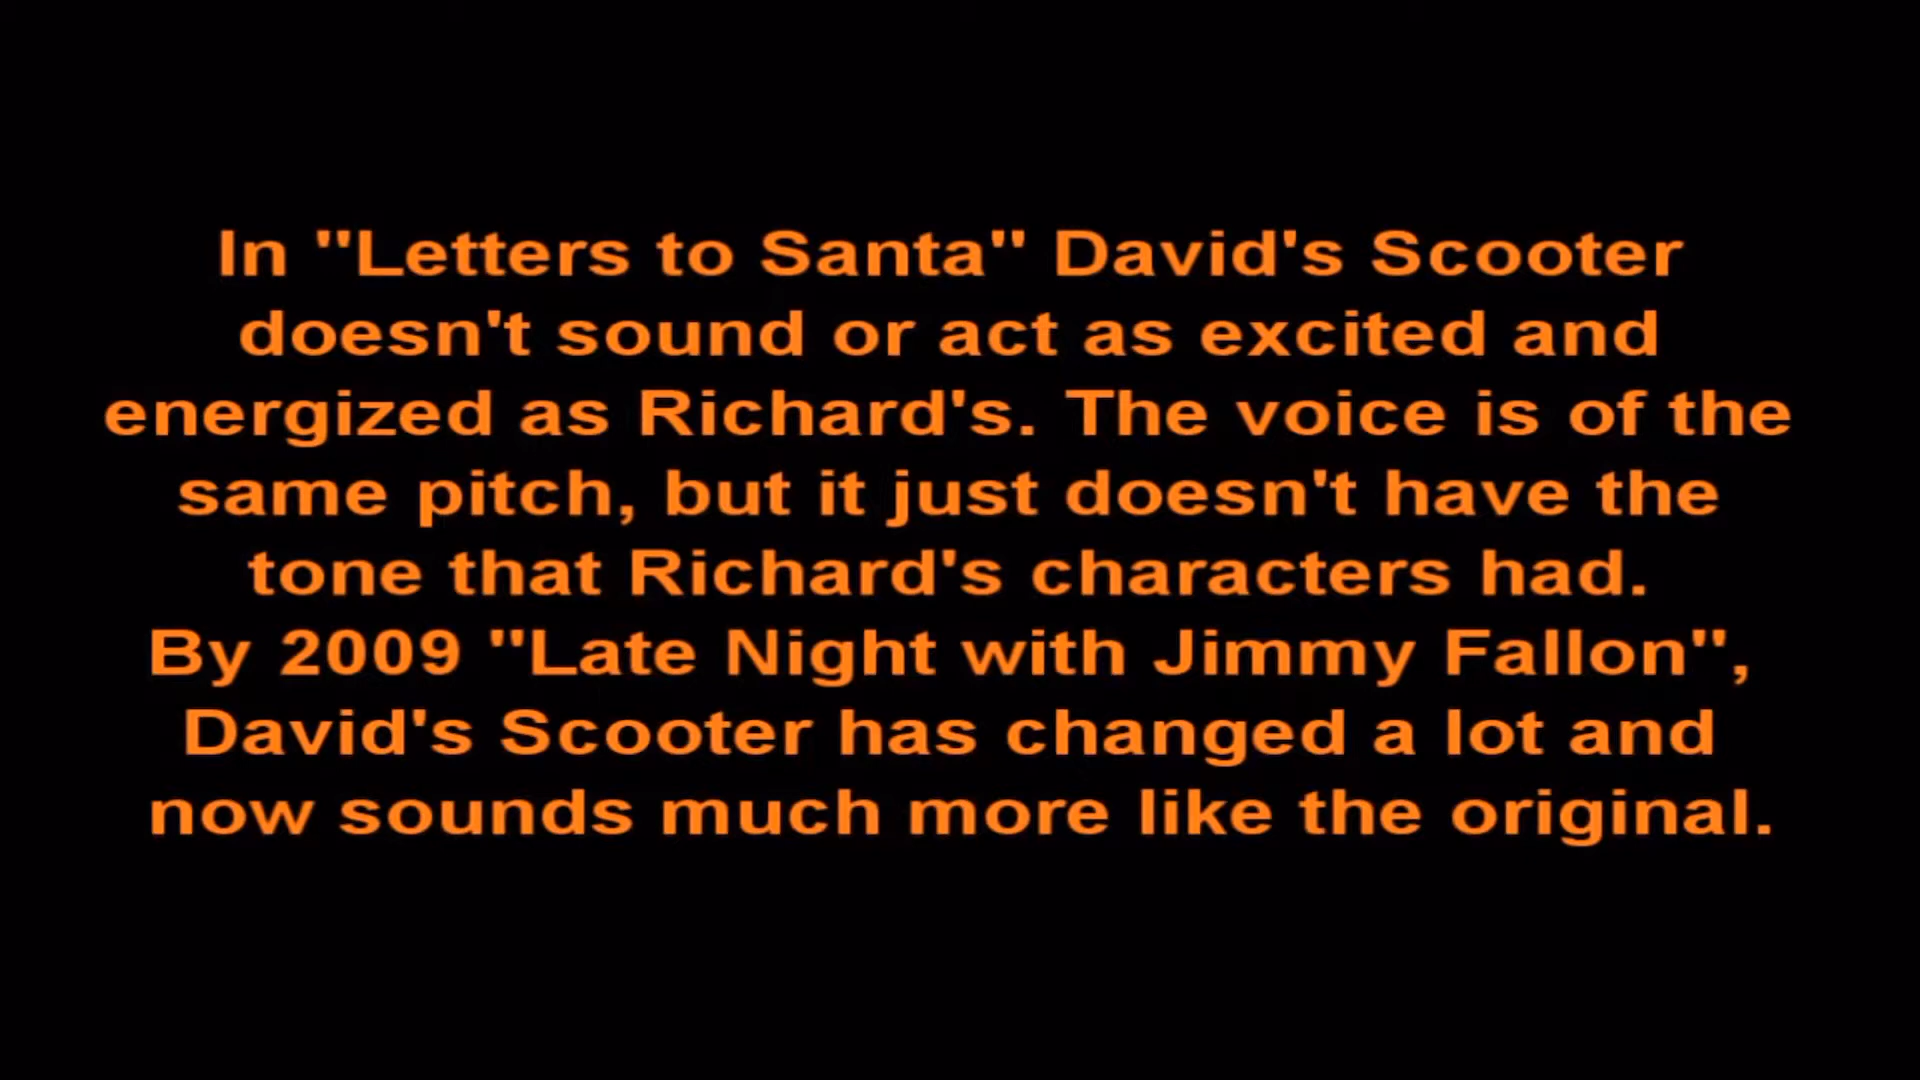 In "Letters to Santa" David's Scooter
doesn't sound or act as excited and
energized as Richard's. The voice is of the
same pitch, but it just doesn't have the
tone that Richard's characters had.
By 2009 "Late Night with Jimmy Fallon",
David's Scooter has changed a lot and
now sounds much more like the original.